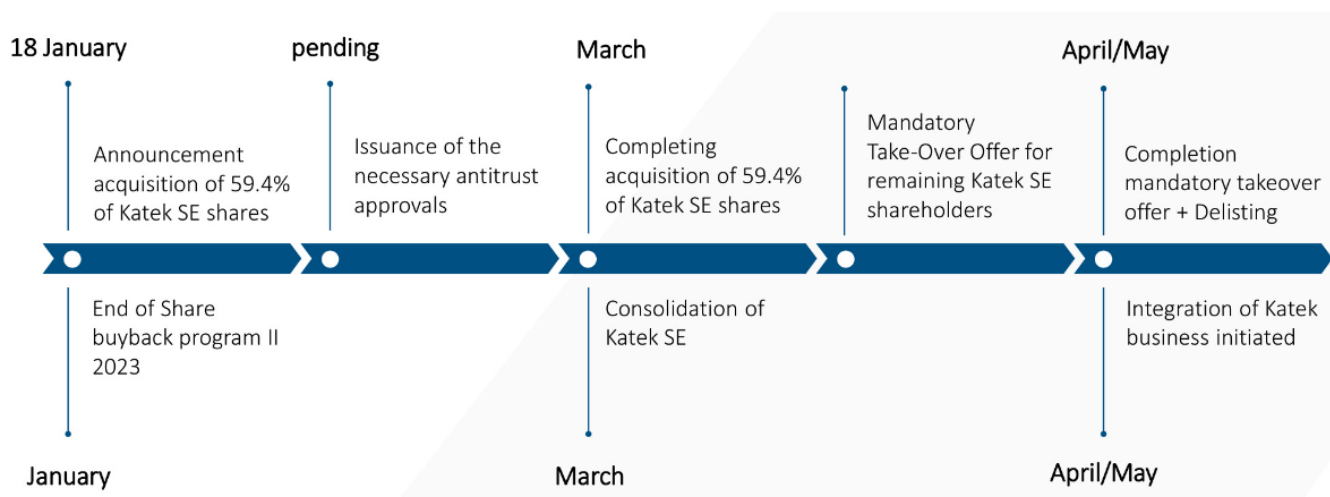 18 January
pending
March
April/May
Announcement
acquisition of 59.4%
of Katek SE shares
Issuance of the
necessary antitrust
approvals
Completing
acquisition of 59.4%
of Katek SE shares
Mandatory
Take-Over Offer for
remaining Katek SE
shareholders
Completion
mandatory takeover
offer + Delisting
End of Share
buyback program II
2023
Consolidation of
Katek SE
Integration of Katek
business initiated
January
March
April/May